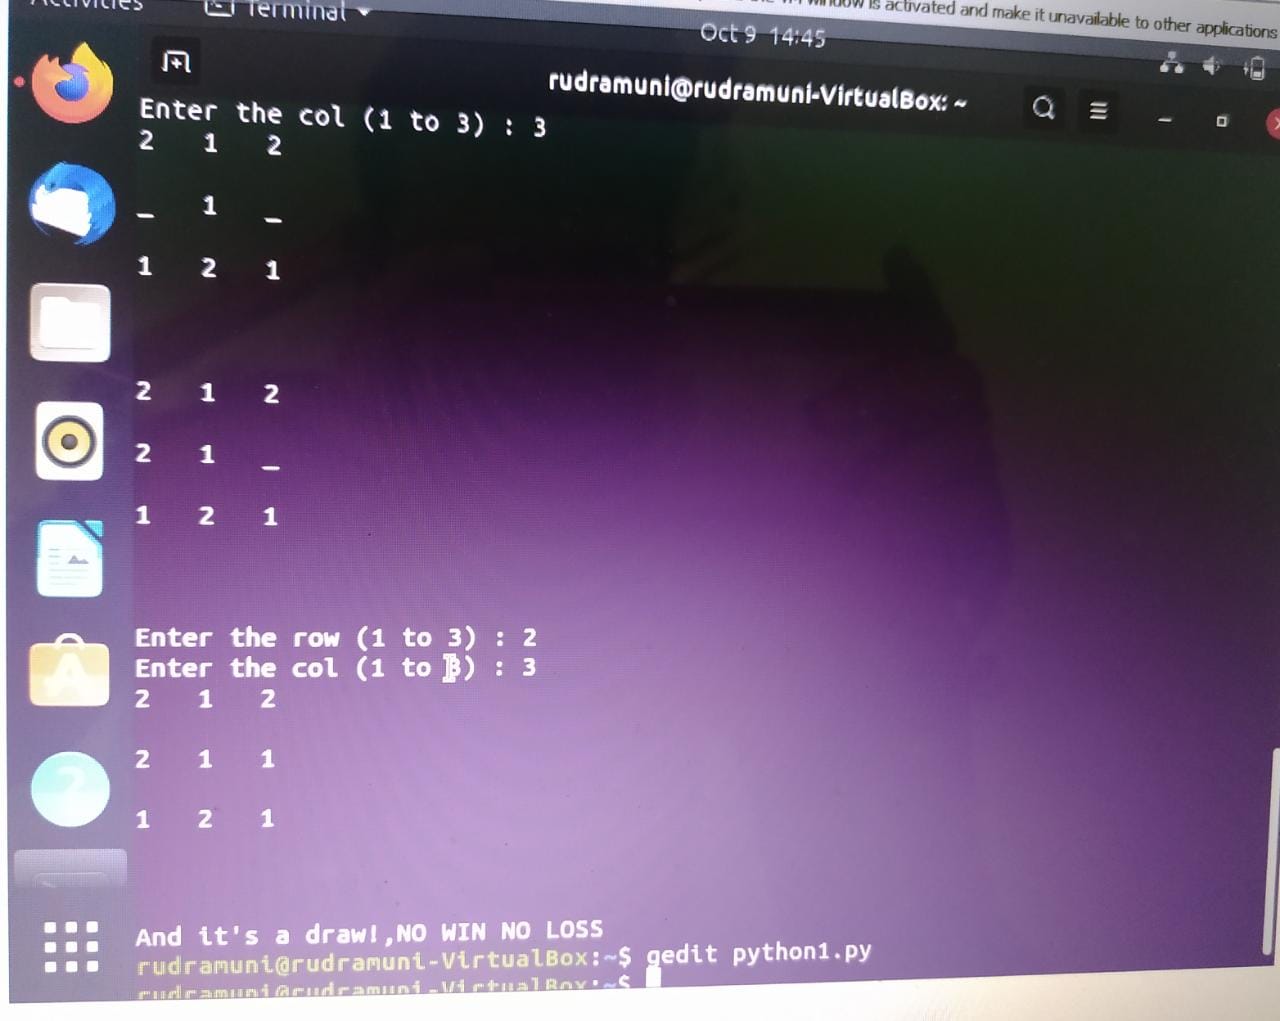 window is activated and make it unavailable to other applications
Activities Terminal
Oct 9 14:45
rudramuni@rudramuni-VirtualBox: ~
Enter the col (1 to 3) : 3
2 1 2
_ 1 _
1 2 1
2 1 2
2 1 _
1 2 1
Enter the row (1 to 3) : 2
Enter the col (1 to 3) : 3
2 1 2
2 1 1
1 2 1
And it's a draw!,NO WIN NO LOSS
rudramuni@rudramuni-VirtualBox:~$ gedit python1.py
rudramuni@rudramuni-VirtualBox:~$